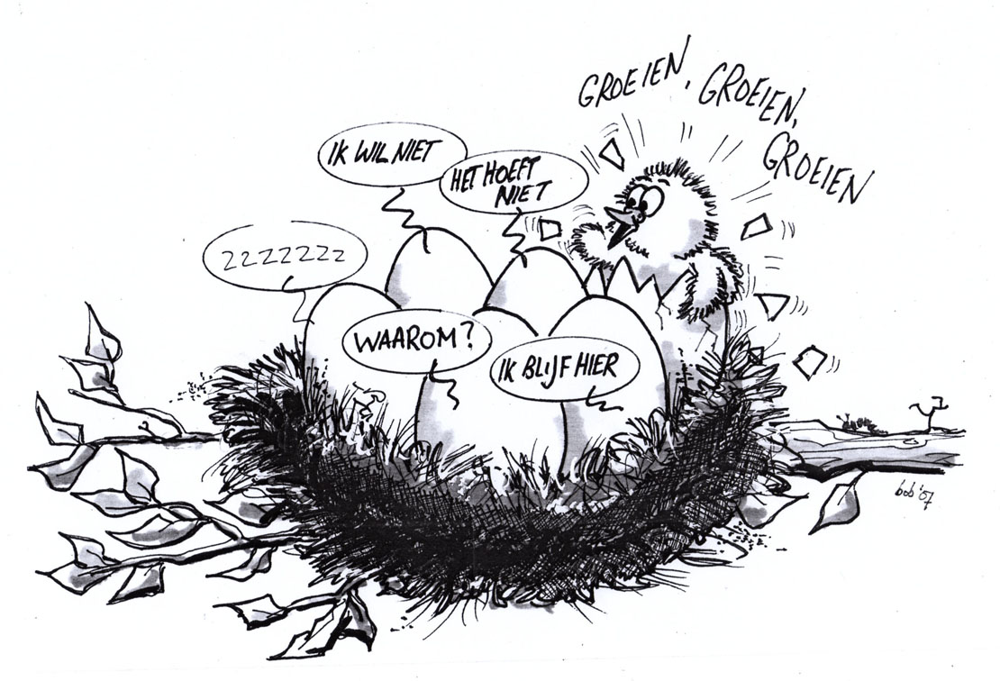 GROEIEN, GROEIEN,
GROEIEN
IK WIL NIET
HET HOEFT
NIET
ZZZZZZZ
WAAROM?
IK BLIJF HIER
bob '07